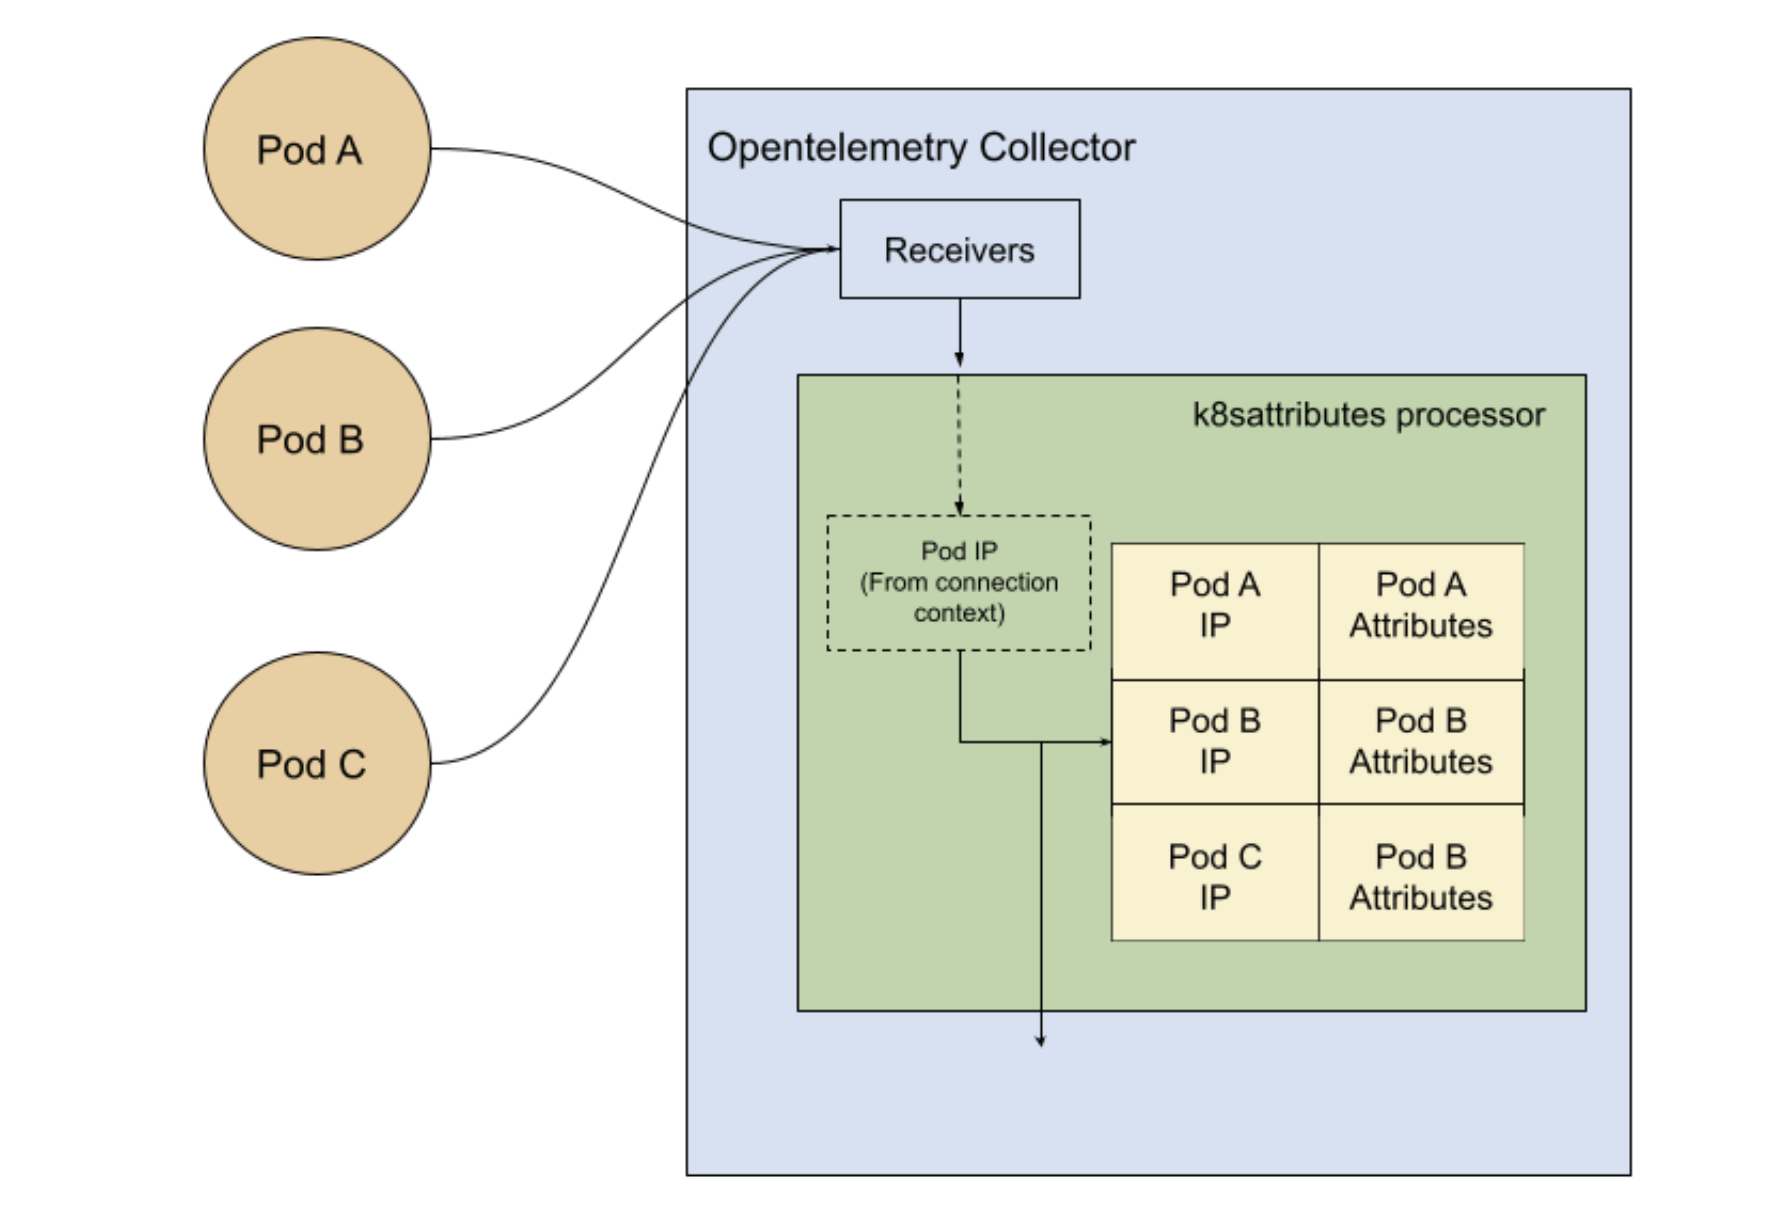 Pod A
Opentelemetry Collector
Receivers
Pod B
k8sattributes processor
Pod IP
(From connection
context)
Pod A
IP
Pod A
Attributes
Pod B
IP
Pod B
Attributes
Pod C
Pod C
IP
Pod B
Attributes